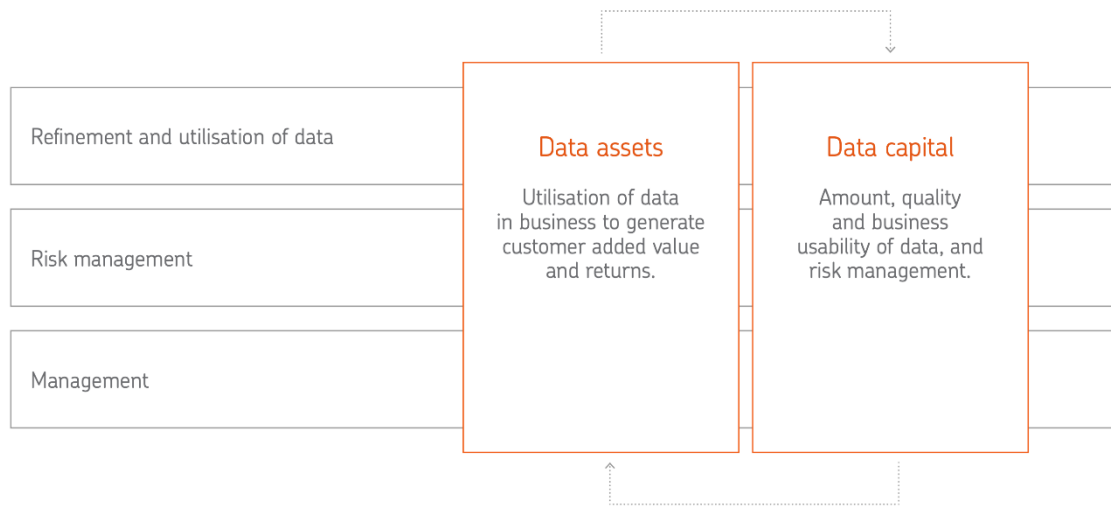 Refinement and utilisation of data
Risk management
Management
Data assets
Utilisation of data
in business to generate
customer added value
and returns.
Data capital
Amount, quality
and business
usability of data, and
risk management.